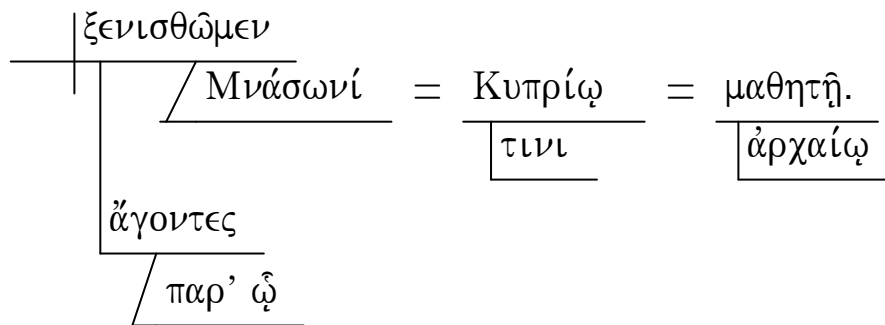 ξενισθῶμεν
Μνάσωνί = Κυπρίῳ = μαθητῇ.
τινι ἀρχαίῳ
ἄγοντες
παρ’ ᾧ